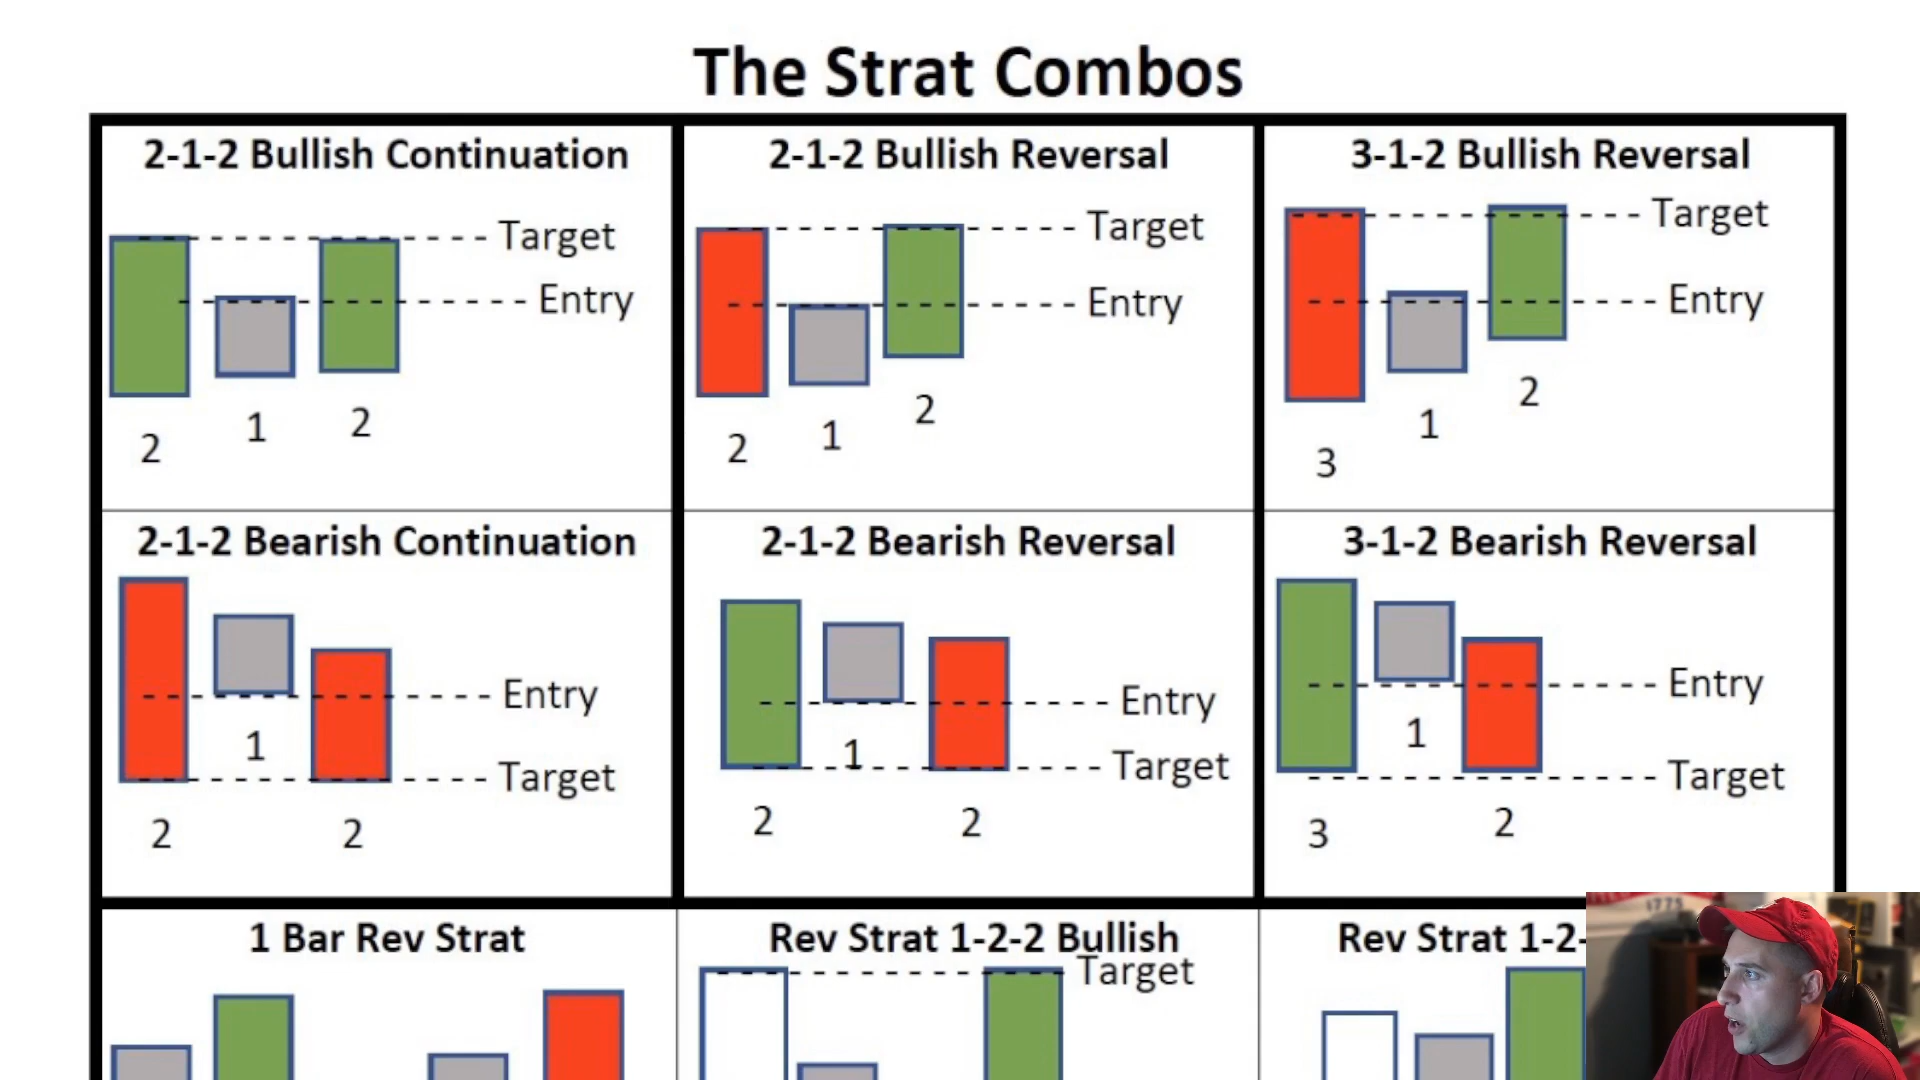 The Strat Combos
2-1-2 Bullish Continuation
Target
Entry
2
1
2
2-1-2 Bullish Reversal
Target
Entry
2
1
2
3-1-2 Bullish Reversal
Target
Entry
3
1
2
2-1-2 Bearish Continuation
Entry
Target
2
1
2
2-1-2 Bearish Reversal
Entry
Target
2
1
2
3-1-2 Bearish Reversal
Entry
Target
3
1
2
1 Bar Rev Strat
Rev Strat 1-2-2 Bullish
Target
Rev Strat 1-2-
1775